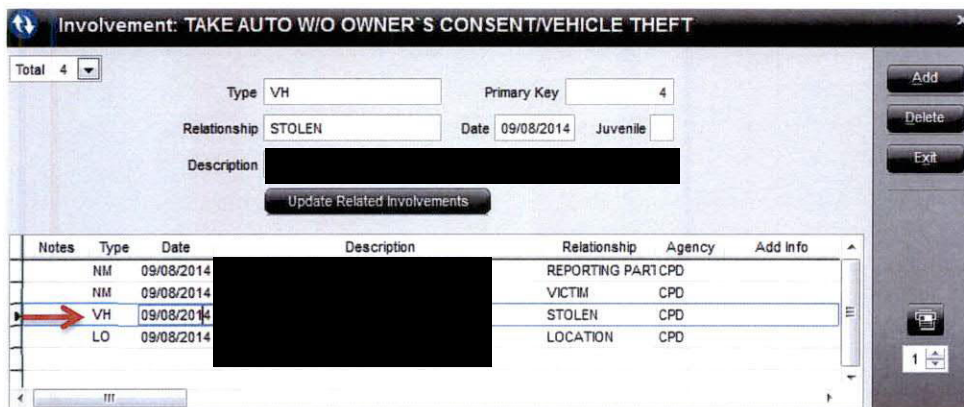 Involvement: TAKE AUTO W/O OWNER`S CONSENT/VEHICLE THEFT
x
Total 4
Type VH Primary Key 4
Add
Relationship STOLEN Date 09/08/2014 Juvenile
Delete
Description
Exit
Update Related Involvements
Notes Type Date Description Relationship Agency Add Info
NM 09/08/2014 REPORTING PART CPD
NM 09/08/2014 VICTIM CPD
VH 09/08/2014 STOLEN CPD
LO 09/08/2014 LOCATION CPD
1